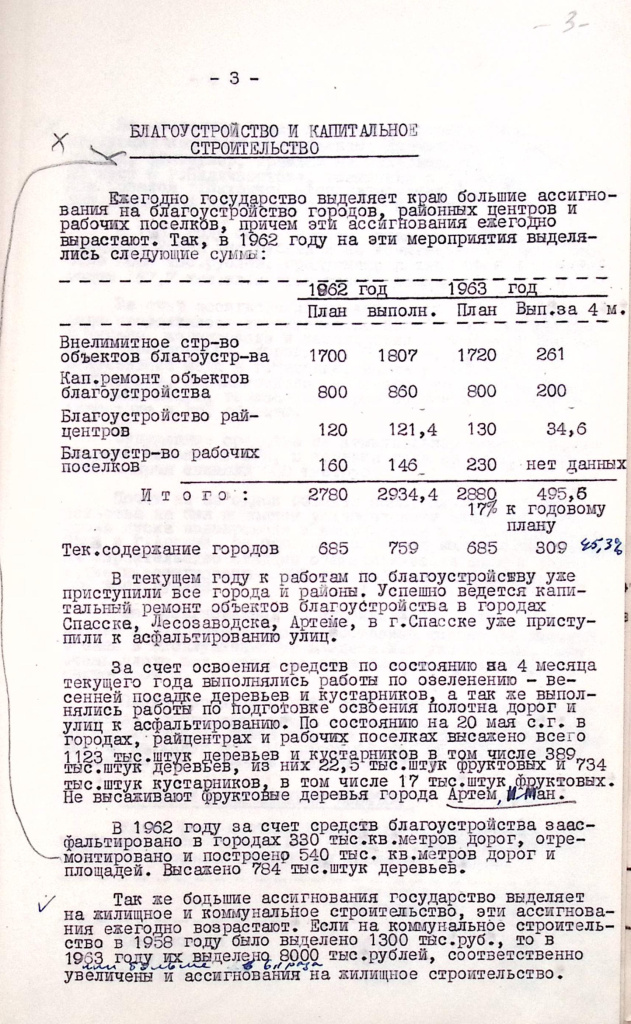 - 3 -
- 3 -
БЛАГОУСТРОЙСТВО И КАПИТАЛЬНОЕ
СТРОИТЕЛЬСТВО
Ежегодно государство выделяет краю большие ассигно-
вания на благоустройство городов, районных центров и
рабочих поселков, причем эти ассигнования ежегодно
вырастают. Так, в 1962 году на эти мероприятия выделя-
лись следующие суммы:
1962 год 1963 год
План выполн. План Вып.за 4 м.
Внелимитное стр-во
объектов благоустр-ва 1700 1807 1720 261
Кап.ремонт объектов
благоустройства 800 860 800 200
Благоустройство рай-
центров 120 121,4 130 34,6
Благоустр-во рабочих
поселков 160 146 230 нет данных
Итого: 2780 2934,4 2880 495,6
17% к годовому
плану
Тек.содержание городов 685 759 685 309 45,3%
В текущем году к работам по благоустройсву уже
приступили все города и районы. Успешно ведется капи-
тальный ремонт объектов благоустройства в городах
Спасске, Лесозаводске, Артеме, в г.Спасске уже присту-
пили к асфальтированию улиц.
За счет освоения средств по состоянию на 4 месяца
текущего года выполнялись работы по озеленению - ве-
сенней посадке деревьев и кустарников, а так же выпол-
нялись работы по подготовке освоения полотна дорог и
улиц к асфальтированию. По состоянию на 20 мая с.г. в
городах, райцентрах и рабочих поселках высажено всего
1123 тыс.штук деревьев и кустарников в том числе 389
тыс.штук деревьев, из них 22,5 тыс.штук фруктовых и 734
тыс.штук кустарников, в том числе 17 тыс.штук фруктовых.
Не высаживают фруктовые деревья города Артем, И Ман.
В 1962 году за счет средств благоустройства заас-
фальтировано в городах 330 тыс.кв.метров дорог, отре-
монтировано и построено 540 тыс. кв.метров дорог и
площадей. Высажено 784 тыс.штук деревьев.
Так же бодьшие ассигнования государство выделяет
на жилищное и коммунальное строительство, эти ассигнова-
ния ежегодно возрастают. Если на коммунальное строитель-
ство в 1958 году было выделено 1300 тыс.руб., то в
1963 году их выделено 8000 тыс.рублей, соответственно
или больше в 6 раза
увеличены и ассигнования на жилищное строительство.